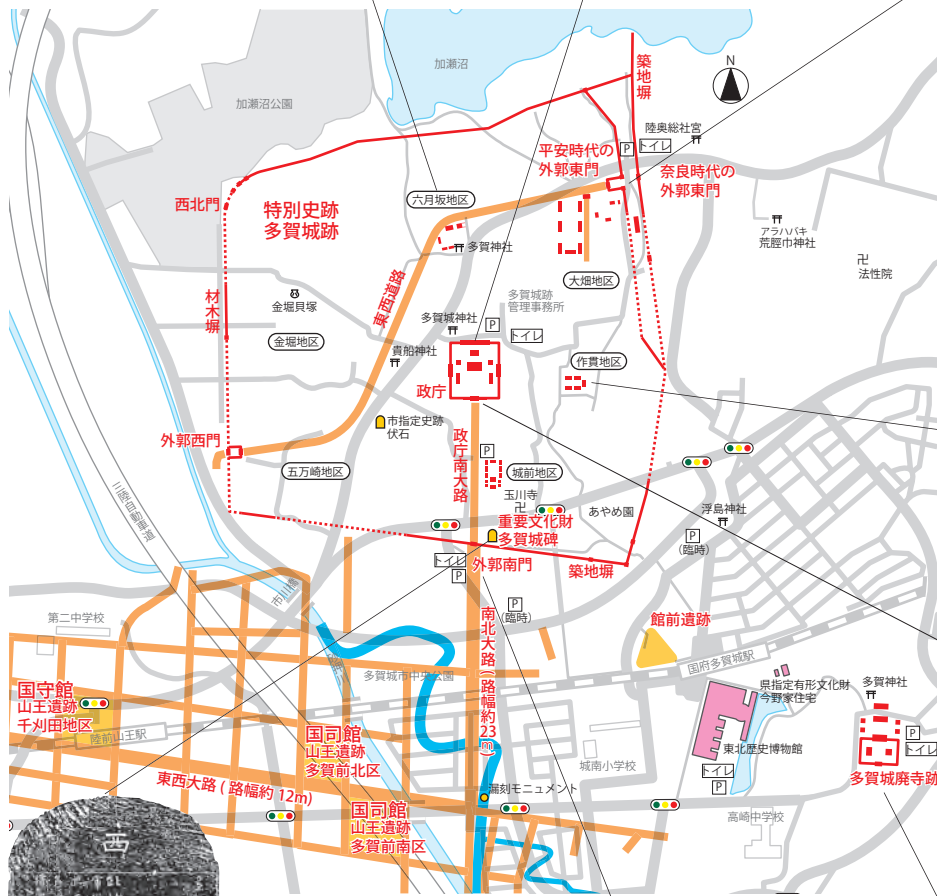 加瀬沼
加瀬沼公園
築地塀
N
陸奥総社宮
P
トイレ
平安時代の
外郭東門
奈良時代の
外郭東門
西北門
特別史跡
多賀城跡
六月坂地区
多賀神社
アラハバキ
荒脛巾神社
卍
法性院
材木塀
金堀貝塚
金堀地区
東西道路
大畑地区
多賀城跡
管理事務所
多賀城神社
P
トイレ
貴船神社
作貫地区
政庁
市指定史跡
伏石
外郭西門
五万崎地区
政庁南大路
P
城前地区
玉川寺
卍
あやめ園
浮島神社
P
(臨時)
重要文化財
多賀城碑
三陸自動車道
トイレ
P
外郭南門
築地塀
市川橋
P
(臨時)
第二中学校
館前遺跡
南北大路(路幅約23m)
国府多賀城駅
多賀城市中央公園
国守館
山王遺跡
千刈田地区
陸前山王駅
県指定有形文化財
今野家住宅
多賀神社
国司館
山王遺跡
多賀前北区
東北歴史博物館
P
トイレ
城南小学校
トイレ
P
多賀城廃寺跡
東西大路(路幅約12m)
漏刻モニュメント
国司館
山王遺跡
多賀前南区
高崎中学校
西